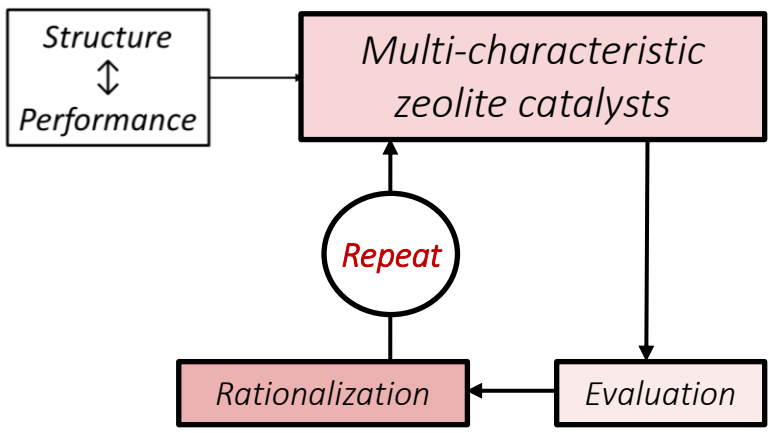 Structure
↕
Performance
Multi-characteristic
zeolite catalysts
Repeat
Rationalization
Evaluation